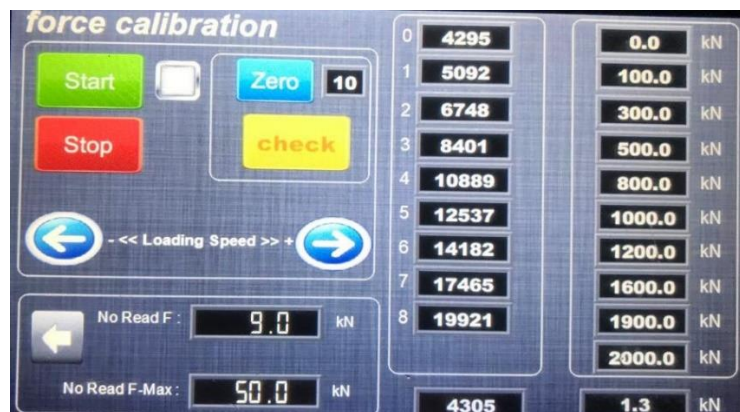 force calibration
Start
Zero 10
Stop
check
- << Loading Speed >> +
No Read F : 9.0 kN
No Read F-Max : 50.0 kN
0 4295 0.0 kN
1 5092 100.0 kN
2 6748 300.0 kN
3 8401 500.0 kN
4 10889 800.0 kN
5 12537 1000.0 kN
6 14182 1200.0 kN
7 17465 1600.0 kN
8 19921 1900.0 kN
2000.0 kN
4305 1.3 kN